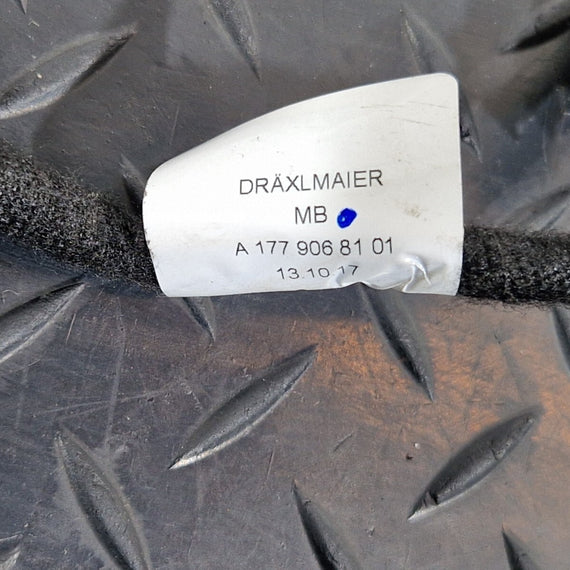 DRÄXLMAIER
MB
A 177 906 81 01
13.10.17